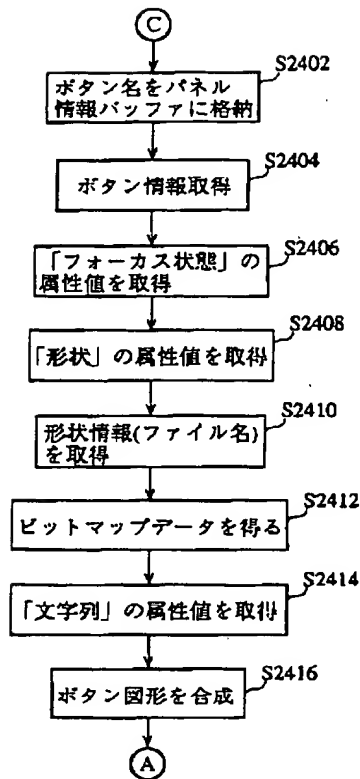 C
S2402
ボタン名をパネル
情報バッファに格納
S2404
ボタン情報取得
S2406
「フォーカス状態」の
属性値を取得
S2408
「形状」の属性値を取得
S2410
形状情報(ファイル名)
を取得
S2412
ビットマップデータを得る
S2414
「文字列」の属性値を取得
S2416
ボタン図形を合成
A